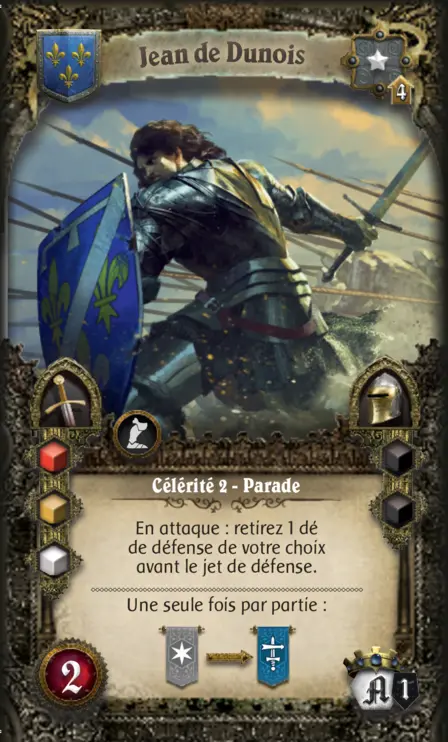 Jean de Dunois
4
Célérité 2 - Parade
En attaque : retirez 1 dé
de défense de votre choix
avant le jet de défense.
Une seule fois par partie :
2
A 1